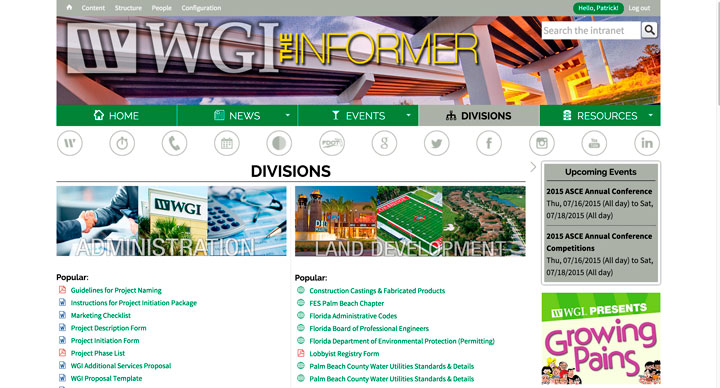 Content Structure People Configuration
Hello, Patrick! Log out
WGI THE INFORMER
Search the intranet
HOME NEWS EVENTS DIVISIONS RESOURCES
DIVISIONS
WGI
ADMINISTRATION
LAND DEVELOPMENT
Popular:
Guidelines for Project Naming
Instructions for Project Initiation Package
Marketing Checklist
Project Description Form
Project Initiation Form
Project Phase List
WGI Additional Services Proposal
WGI Proposal Template
Popular:
Construction Castings & Fabricated Products
FES Palm Beach Chapter
Florida Administrative Codes
Florida Board of Professional Engineers
Florida Department of Environmental Protection (Permitting)
Lobbyist Registry Form
Palm Beach County Water Utilities Standards & Details
Palm Beach County Water Utilities Standards & Details
Upcoming Events
2015 ASCE Annual Conference
Thu, 07/16/2015 (All day) to Sat,
07/18/2015 (All day)
2015 ASCE Annual Conference
Competitions
Thu, 07/16/2015 (All day) to Sat,
07/18/2015 (All day)
WGI PRESENTS
Growing
Pains